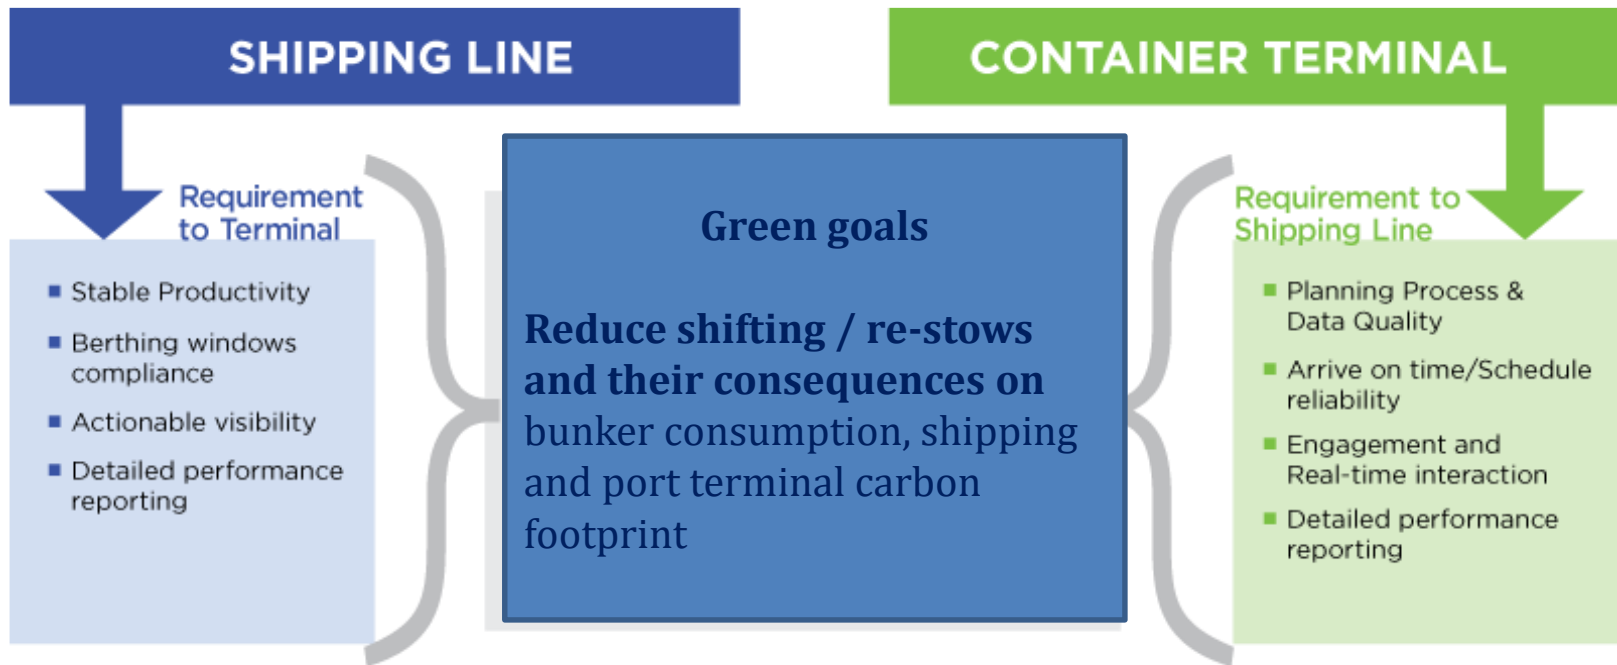 SHIPPING LINE
CONTAINER TERMINAL
Requirement
to Terminal
Stable Productivity
Berthing windows
compliance
Actionable visibility
Detailed performance
reporting
Green goals
Reduce shifting / re-stows
and their consequences on
bunker consumption, shipping
and port terminal carbon
footprint
Requirement to
Shipping Line
Planning Process &
Data Quality
Arrive on time/Schedule
reliability
Engagement and
Real-time interaction
Detailed performance
reporting